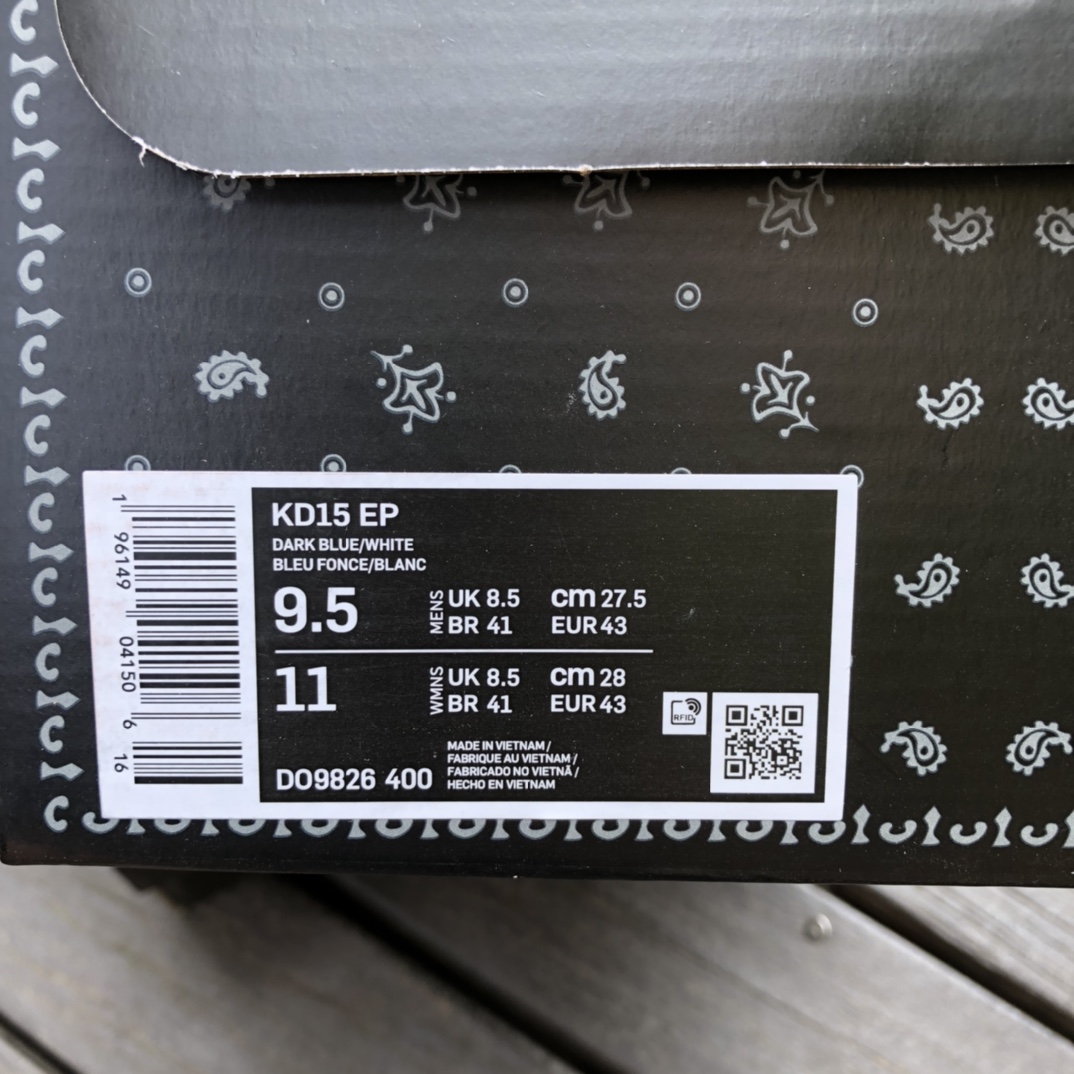 KD15 EP
DARK BLUE/WHITE
BLEU FONCE/BLANC
9.5 MENS UK 8.5 cm 27.5
BR 41 EUR 43
11 WMNS UK 8.5 cm 28
BR 41 EUR 43
RFID
MADE IN VIETNAM /
FABRIQUE AU VIETNAM /
FABRICADO NO VIETNÃ /
HECHO EN VIETNAM
DO9826 400
1 96149 04150 6 16